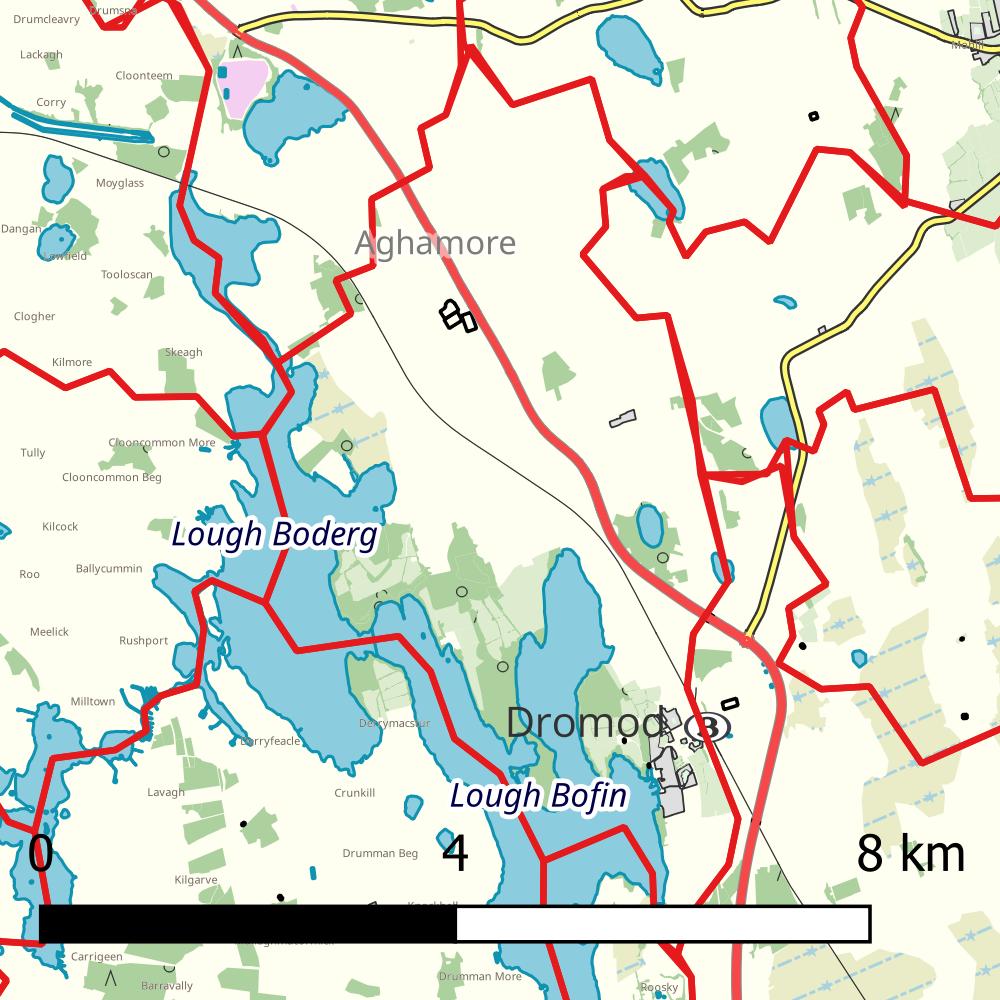 Drumsna
Drumcleavry
Mohill
Lackagh
Cloonteem
Corry
Moyglass
Dangan
Aghamore
Lowfield
Tooloscan
Clogher
Skeagh
Kilmore
Clooncommon More
Tully
Clooncommon Beg
Kilcock
Lough Boderg
Roo
Ballycummin
Meelick
Rushport
Milltown
Derrymacstur
Dromod 3
Derryfeacle
Lavagh
Crunkill
Lough Bofin
Drumman Beg
0 4 8 km
Kilgarve
Knockhall
Carrigeen
Drumman More
Barravally
Roosky